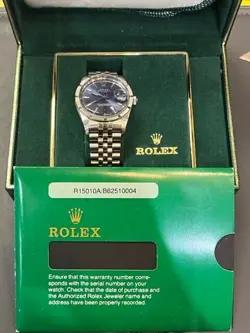 ROLEX
R15010A/B62510004
ROLEX
Ensure that this warranty number corre-
sponds with the serial number on your
watch. Check that the date of purchase and
the Authorized Rolex Jeweler name and
address have been properly recorded.